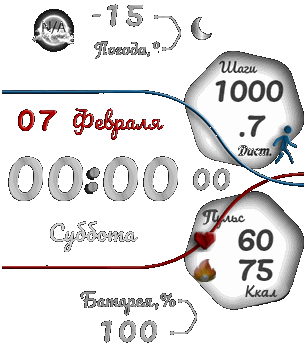 N/A
-15
Погода,°
Шаги
1000
.7
Дист.
07 Февраля
00:00 00
Суббота
Пульс
60
75
Ккал
Батарея,%
100